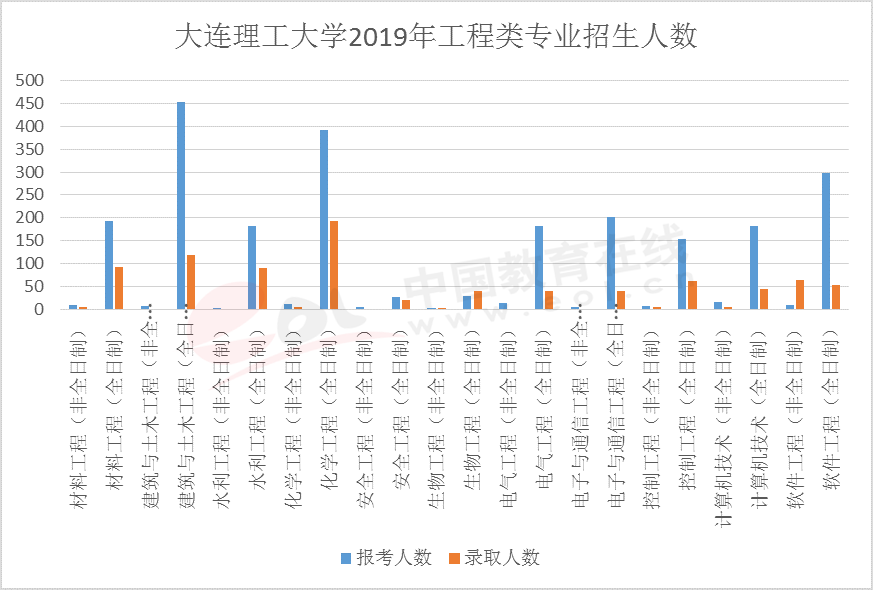 大连理工大学2019年工程类专业招生人数
500
450
400
350
300
250
200
150
100
50
0
材料工程（非全日制）
材料工程（全日制）
建筑与土木工程（非全…
建筑与土木工程（全日…
水利工程（非全日制）
水利工程（全日制）
化学工程（非全日制）
化学工程（全日制）
安全工程（非全日制）
安全工程（全日制）
生物工程（非全日制）
生物工程（全日制）
电气工程（非全日制）
电气工程（全日制）
电子与通信工程（非全…
电子与通信工程（全日…
控制工程（非全日制）
控制工程（全日制）
计算机技术（非全日制）
计算机技术（全日制）
软件工程（非全日制）
软件工程（全日制）
报考人数
录取人数
eol
中国教育在线
www.eol.cn